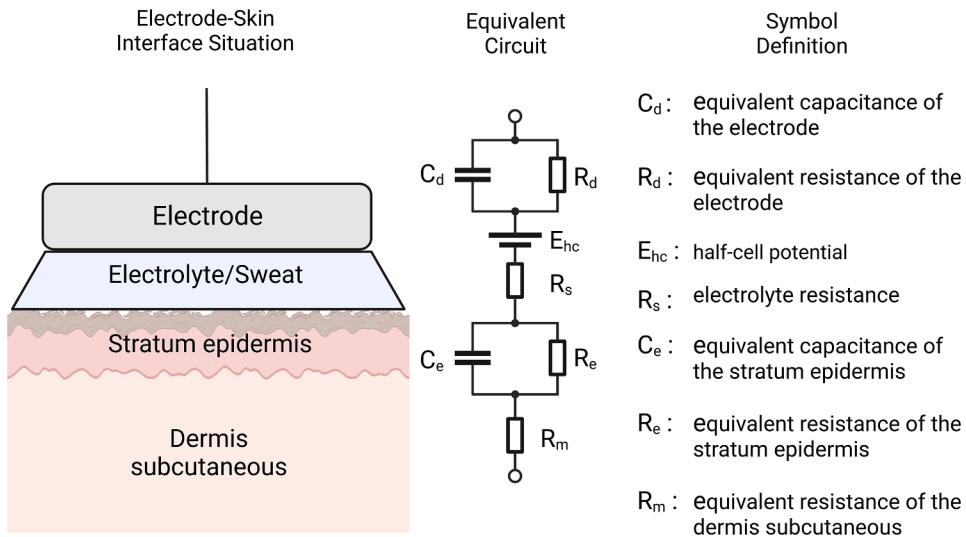 Electrode-Skin
Interface Situation
Equivalent
Circuit
Symbol
Definition
Electrode
Electrolyte/Sweat
Stratum epidermis
Dermis
subcutaneous
Cd
Rd
Ehc
Rs
Ce
Re
Rm
Cd : equivalent capacitance of
the electrode
Rd : equivalent resistance of the
electrode
Ehc : half-cell potential
Rs : electrolyte resistance
Ce : equivalent capacitance of
the stratum epidermis
Re : equivalent resistance of the
stratum epidermis
Rm : equivalent resistance of the
dermis subcutaneous